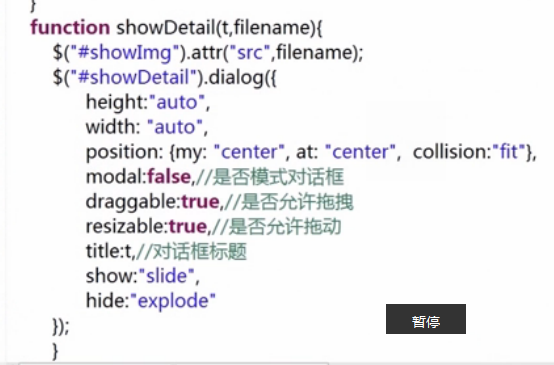 }
function showDetail(t,filename){
$("#showImg").attr("src",filename);
$("#showDetail").dialog({
height:"auto",
width: "auto",
position: {my: "center", at: "center",  collision:"fit"},
modal:false,//是否模式对话框
draggable:true,//是否允许拖拽
resizable:true,//是否允许拖动
title:t,//对话框标题
show:"slide",
hide:"explode"
});
}
暂停